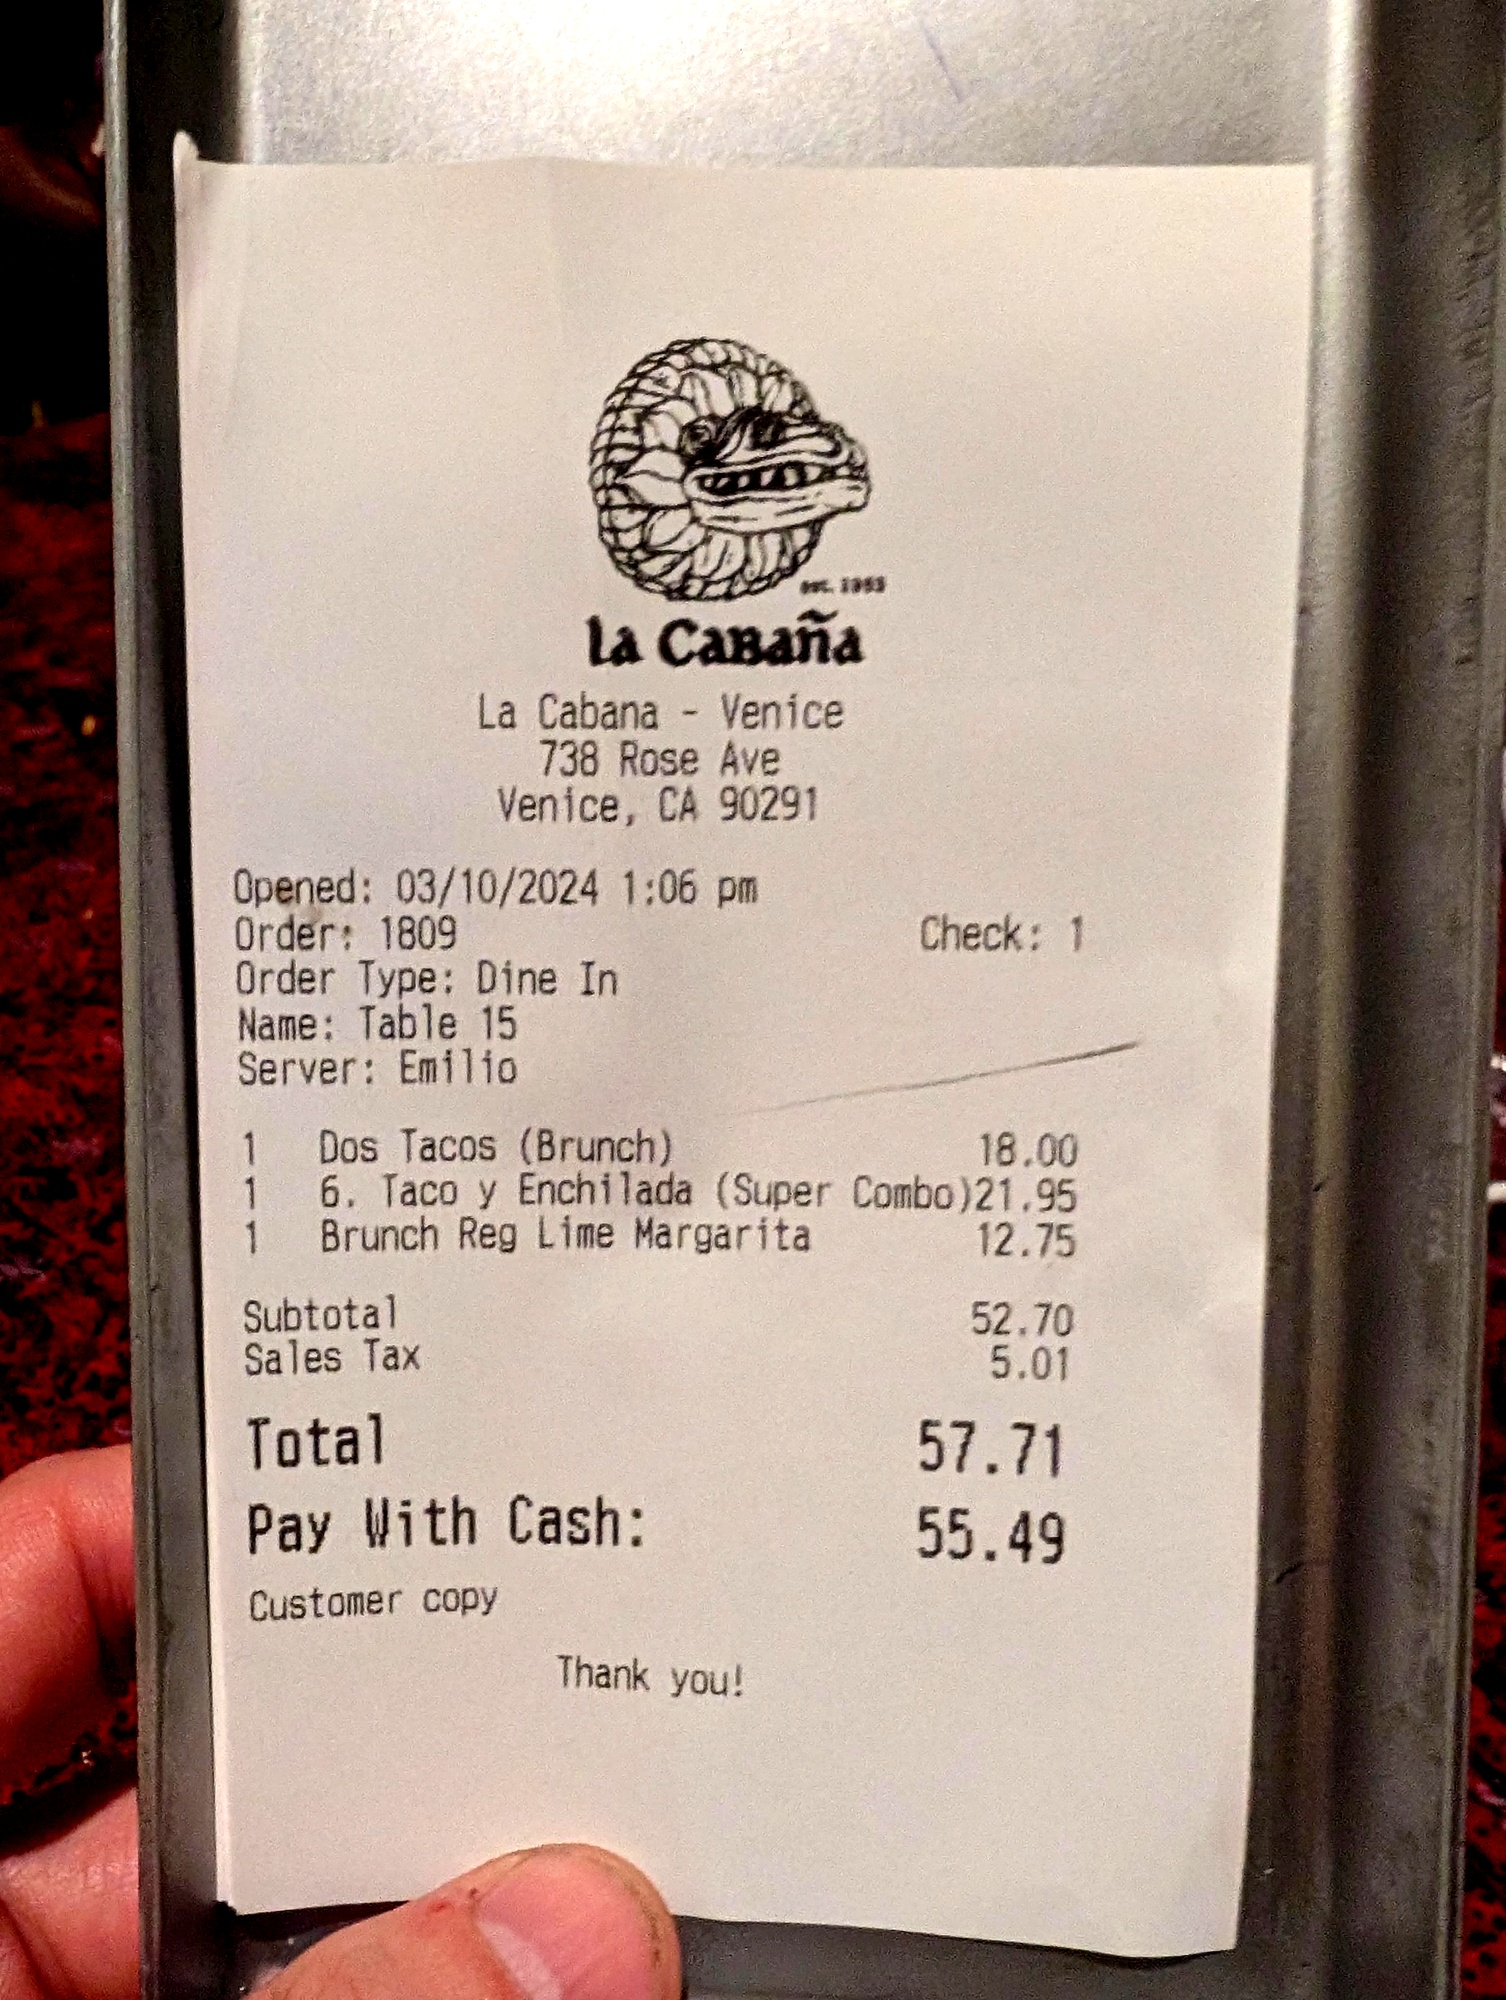 est. 1963
la Cabaña
La Cabana - Venice
738 Rose Ave
Venice, CA 90291
Opened: 03/10/2024 1:06 pm
Order: 1809 Check: 1
Order Type: Dine In
Name: Table 15
Server: Emilio
1 Dos Tacos (Brunch) 18.00
1 6. Taco y Enchilada (Super Combo)21.95
1 Brunch Reg Lime Margarita 12.75
Subtotal 52.70
Sales Tax 5.01
Total 57.71
Pay With Cash: 55.49
Customer copy
Thank you!